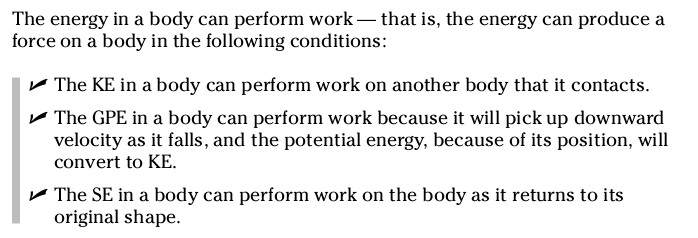 The energy in a body can perform work — that is, the energy can produce a
force on a body in the following conditions:
The KE in a body can perform work on another body that it contacts.
The GPE in a body can perform work because it will pick up downward
velocity as it falls, and the potential energy, because of its position, will
convert to KE.
The SE in a body can perform work on the body as it returns to its
original shape.